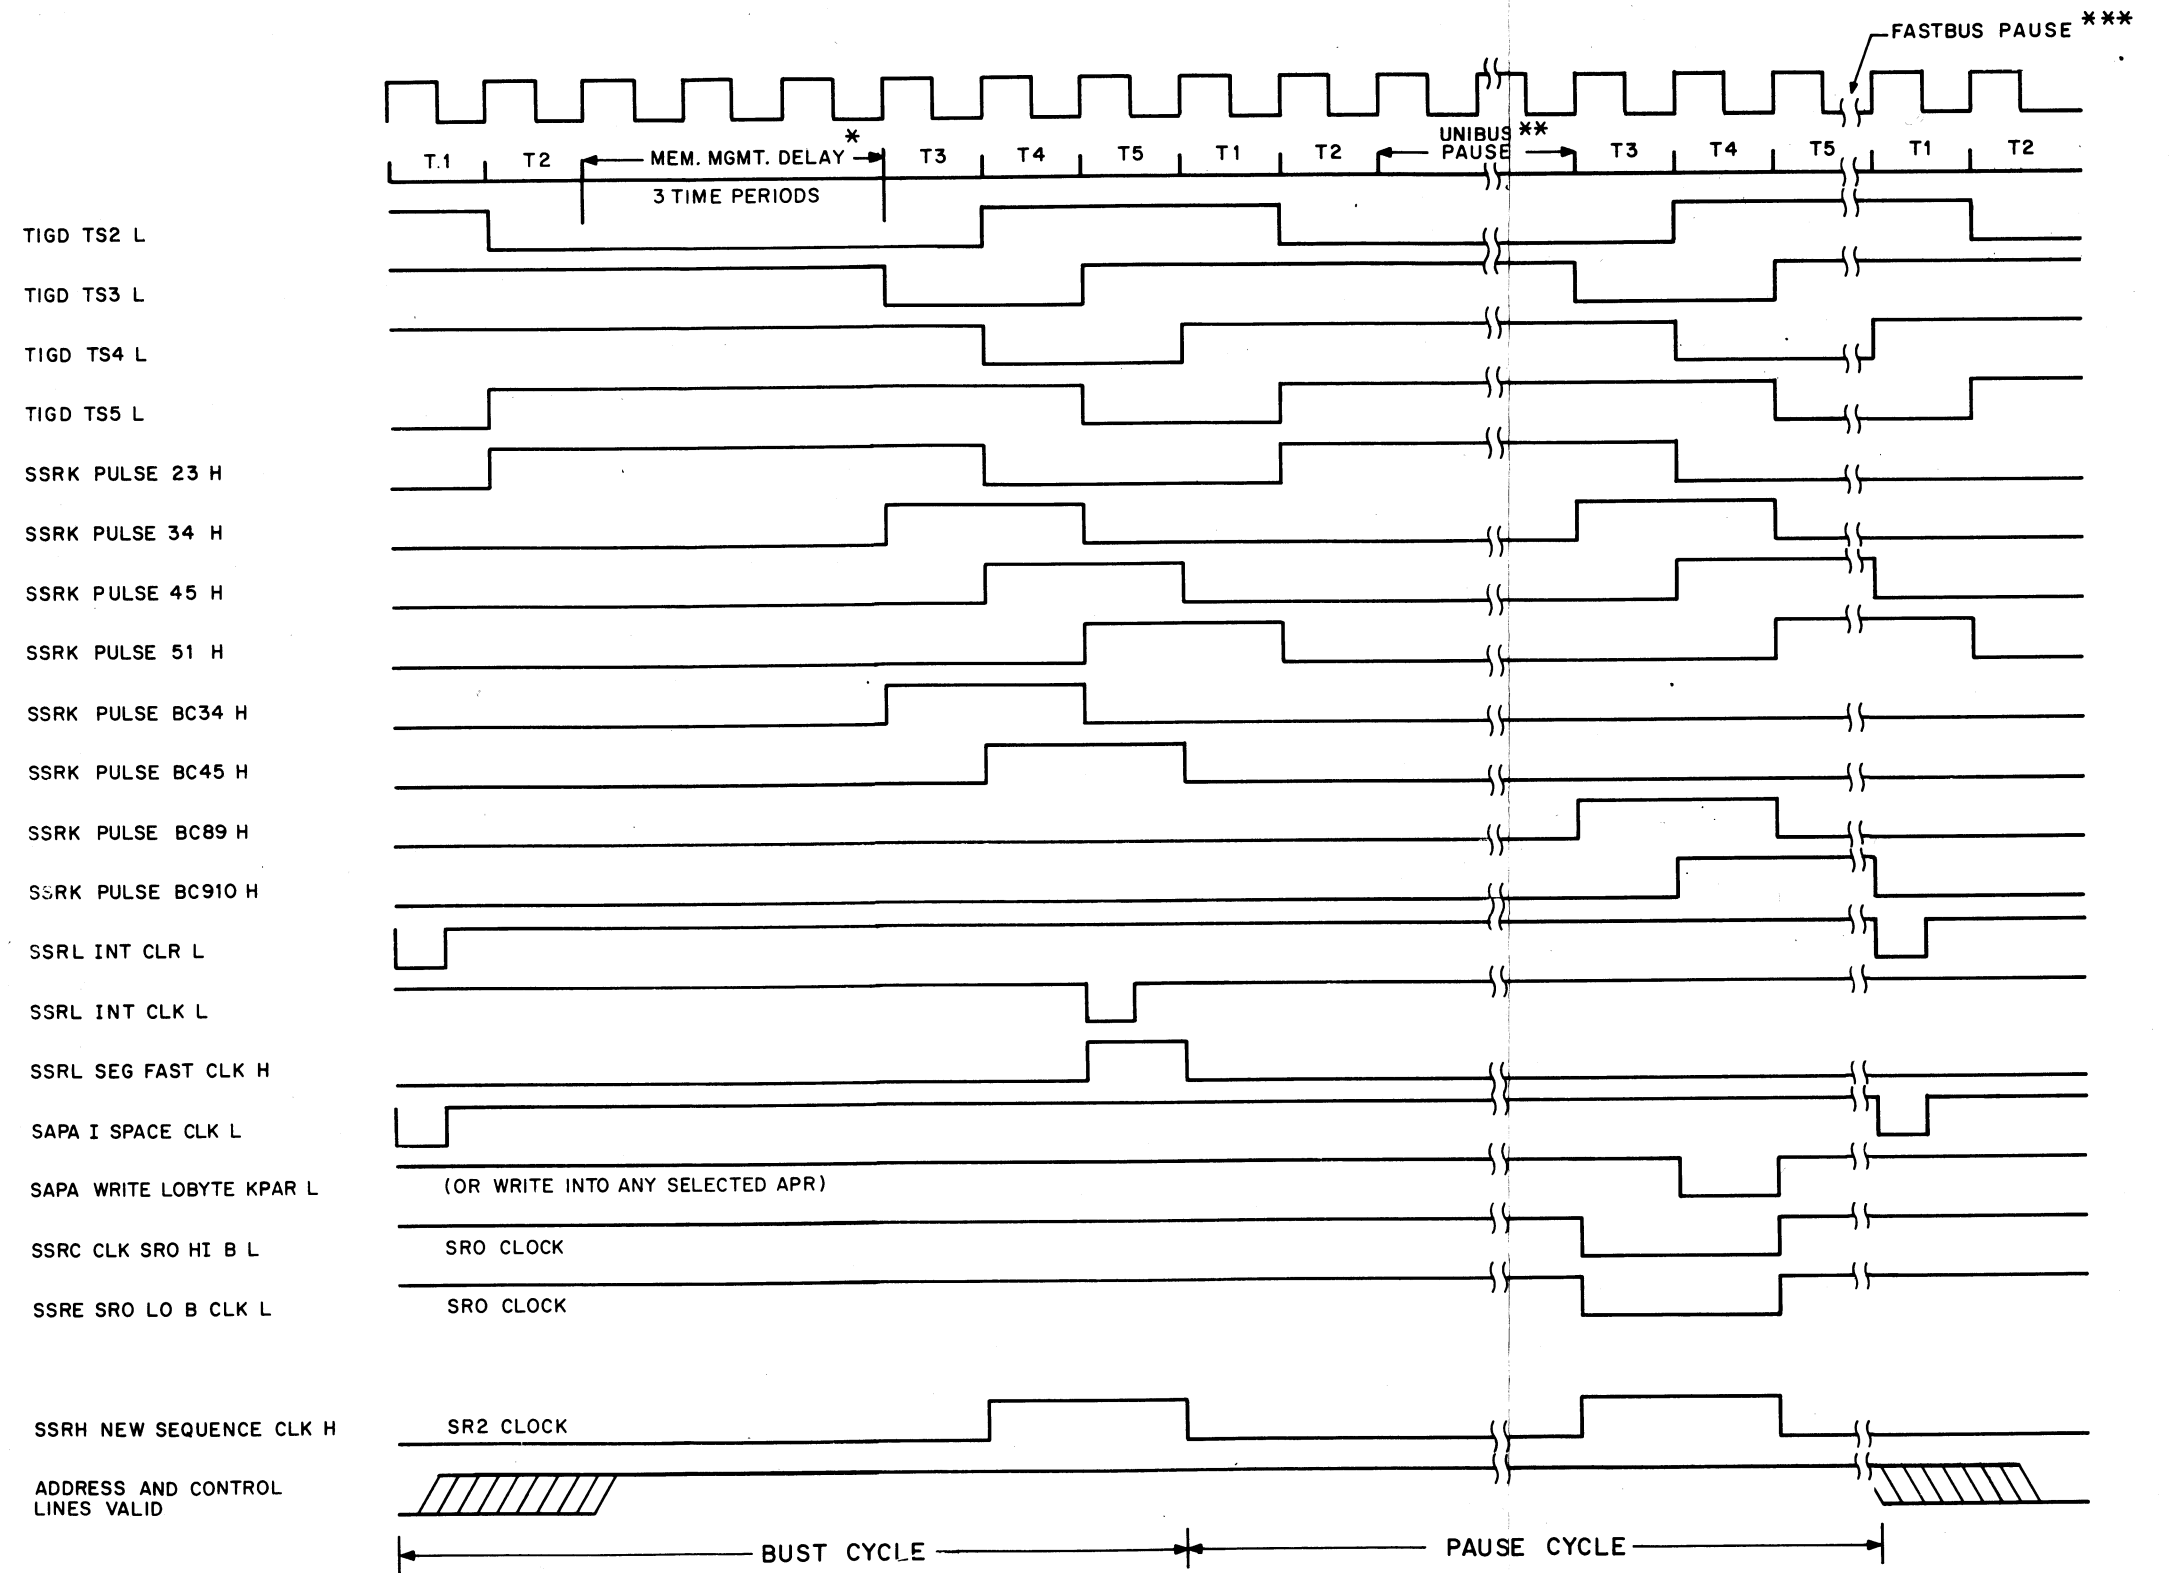 FASTBUS PAUSE ***
UNIBUS **
T.1 T2 MEM. MGMT. DELAY * T3 T4 T5 T1 T2 PAUSE T3 T4 T5 T1 T2
3 TIME PERIODS
TIGD TS2 L
TIGD TS3 L
TIGD TS4 L
TIGD TS5 L
SSRK PULSE 23 H
SSRK PULSE 34 H
SSRK PULSE 45 H
SSRK PULSE 51 H
SSRK PULSE BC34 H
SSRK PULSE BC45 H
SSRK PULSE BC89 H
SSRK PULSE BC910 H
SSRL INT CLR L
SSRL INT CLK L
SSRL SEG FAST CLK H
SAPA I SPACE CLK L
SAPA WRITE LOBYTE KPAR L (OR WRITE INTO ANY SELECTED APR)
SSRC CLK SRO HI B L SRO CLOCK
SSRE SRO LO B CLK L SRO CLOCK
SSRH NEW SEQUENCE CLK H SR2 CLOCK
ADDRESS AND CONTROL
LINES VALID
BUST CYCLE PAUSE CYCLE